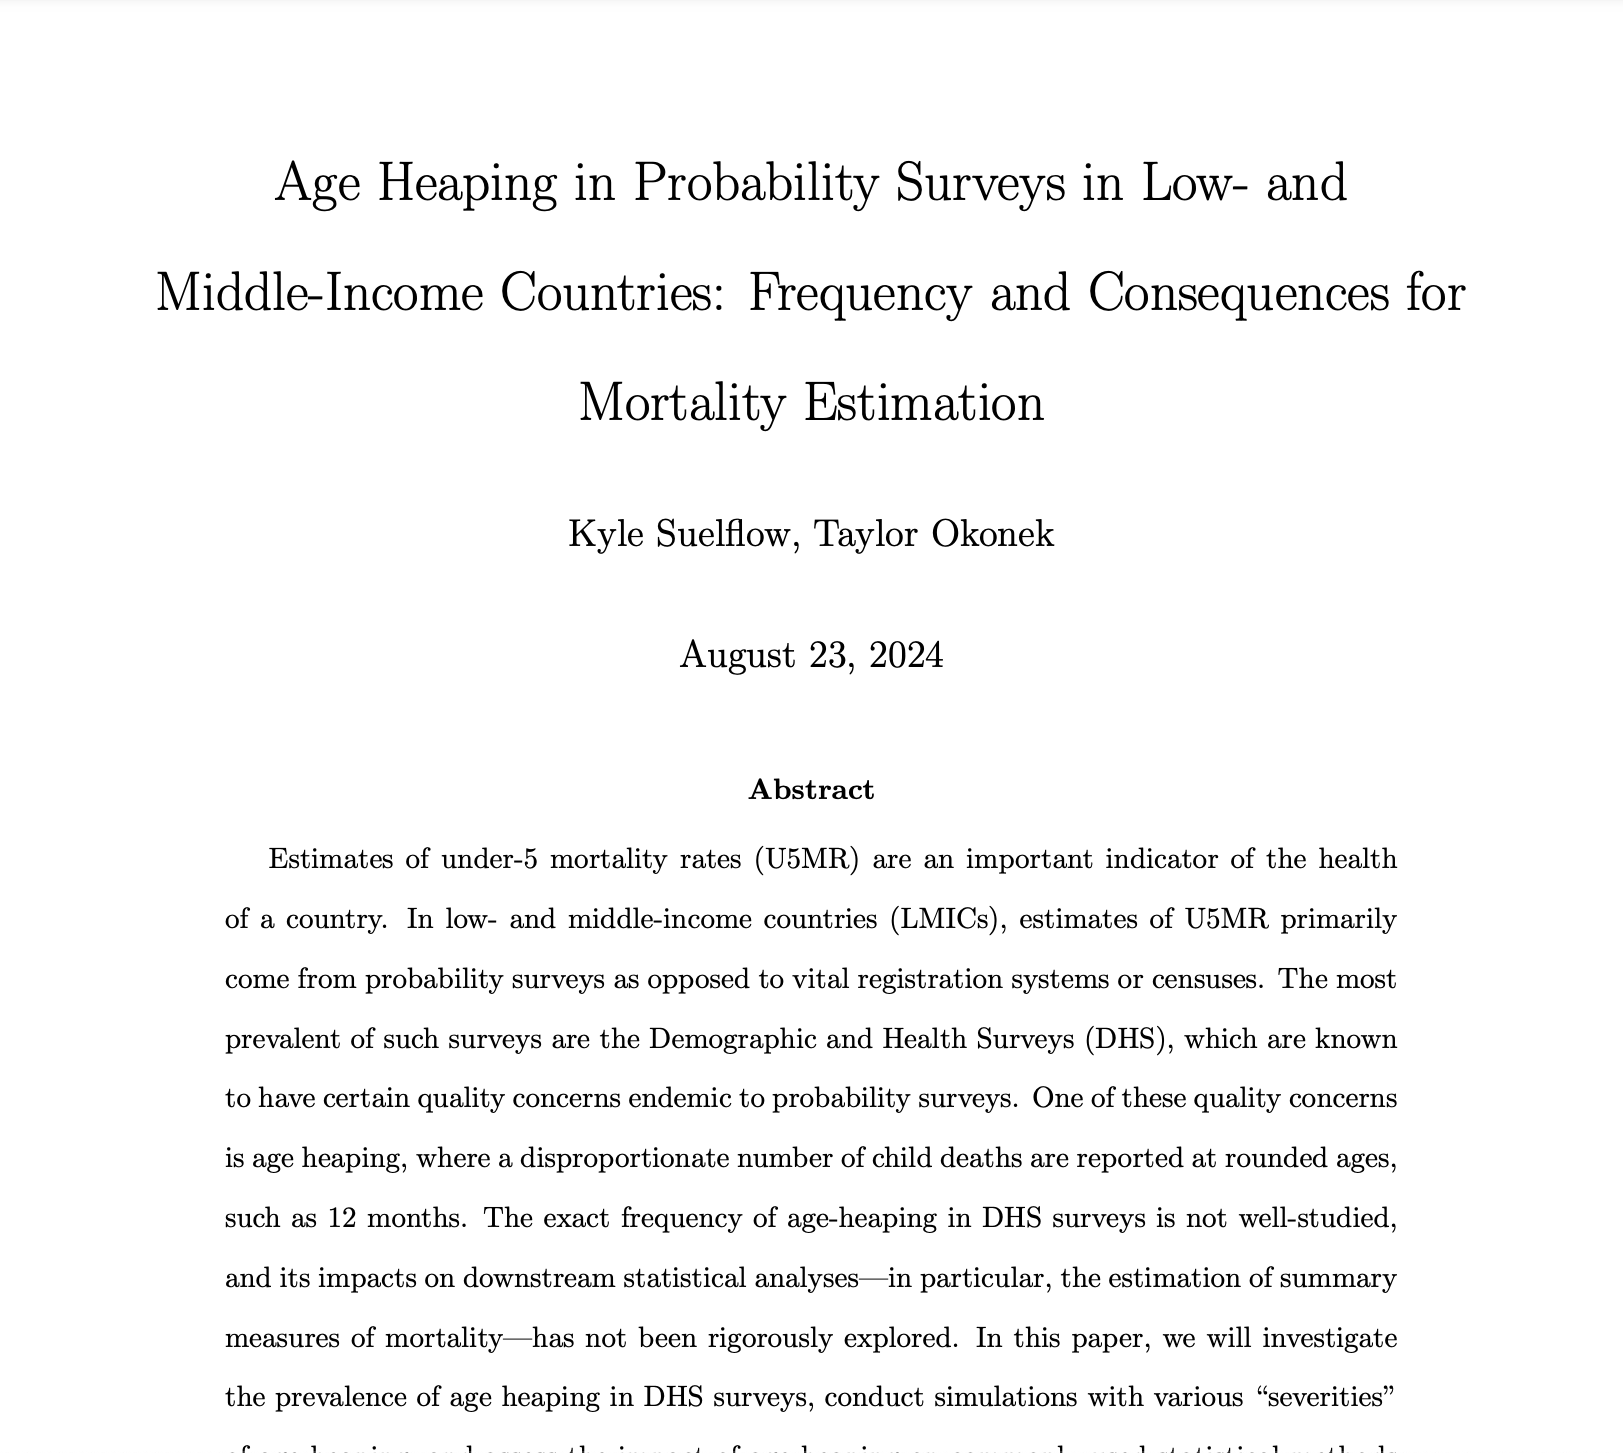 Age Heaping in Probability Surveys in Low- and
Middle-Income Countries: Frequency and Consequences for
Mortality Estimation
Kyle Suelflow, Taylor Okonek
August 23, 2024
Abstract
Estimates of under-5 mortality rates (U5MR) are an important indicator of the health
of a country. In low- and middle-income countries (LMICs), estimates of U5MR primarily
come from probability surveys as opposed to vital registration systems or censuses. The most
prevalent of such surveys are the Demographic and Health Surveys (DHS), which are known
to have certain quality concerns endemic to probability surveys. One of these quality concerns
is age heaping, where a disproportionate number of child deaths are reported at rounded ages,
such as 12 months. The exact frequency of age-heaping in DHS surveys is not well-studied,
and its impacts on downstream statistical analyses—in particular, the estimation of summary
measures of mortality—has not been rigorously explored. In this paper, we will investigate
the prevalence of age heaping in DHS surveys, conduct simulations with various “severities”